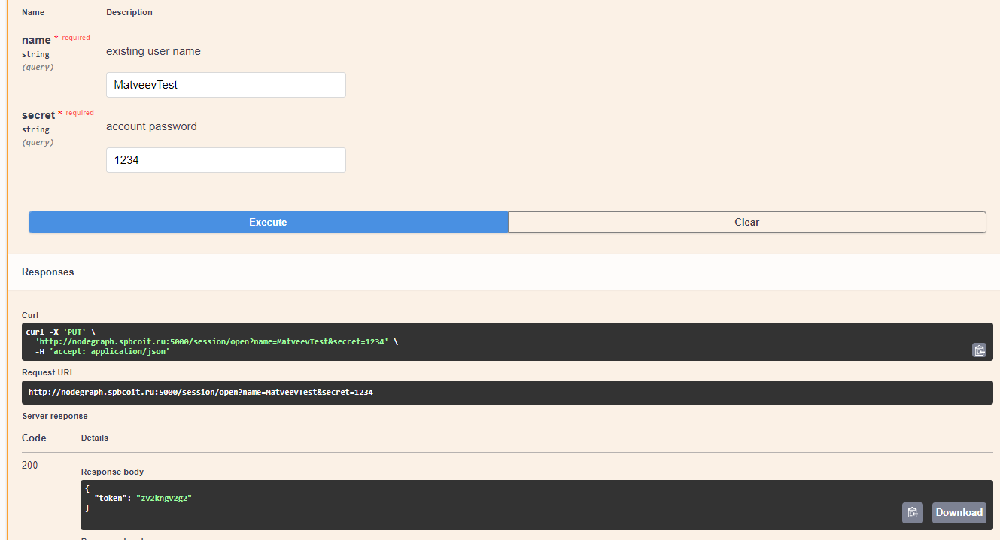 Name Description
name * required
string
(query)
existing user name
MatveevTest
secret * required
string
(query)
account password
1234
Execute Clear
Responses
Curl
curl -X 'PUT' \
'http://nodegraph.spbcoit.ru:5000/session/open?name=MatveevTest&secret=1234' \
-H 'accept: application/json'
Request URL
http://nodegraph.spbcoit.ru:5000/session/open?name=MatveevTest&secret=1234
Server response
Code Details
200
Response body
{
"token": "zv2kngv2g2"
}
Download